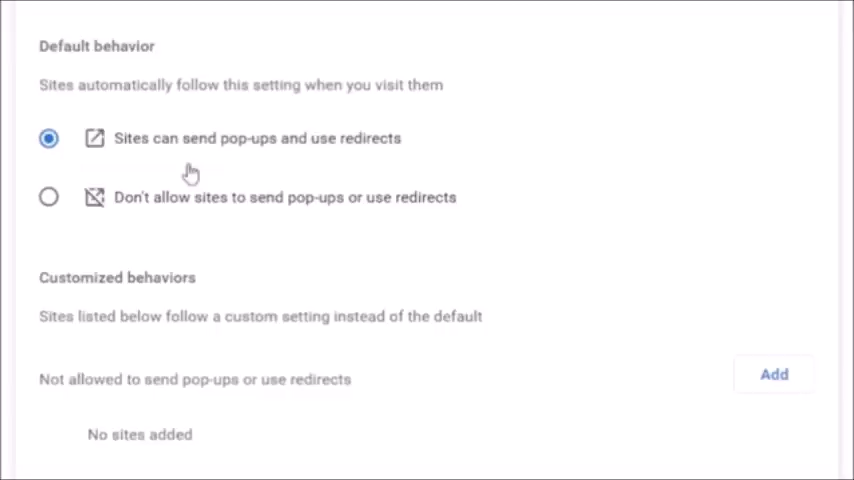 Default behavior
Sites automatically follow this setting when you visit them
Sites can send pop-ups and use redirects
Don't allow sites to send pop-ups or use redirects
Customized behaviors
Sites listed below follow a custom setting instead of the default
Not allowed to send pop-ups or use redirects
Add
No sites added